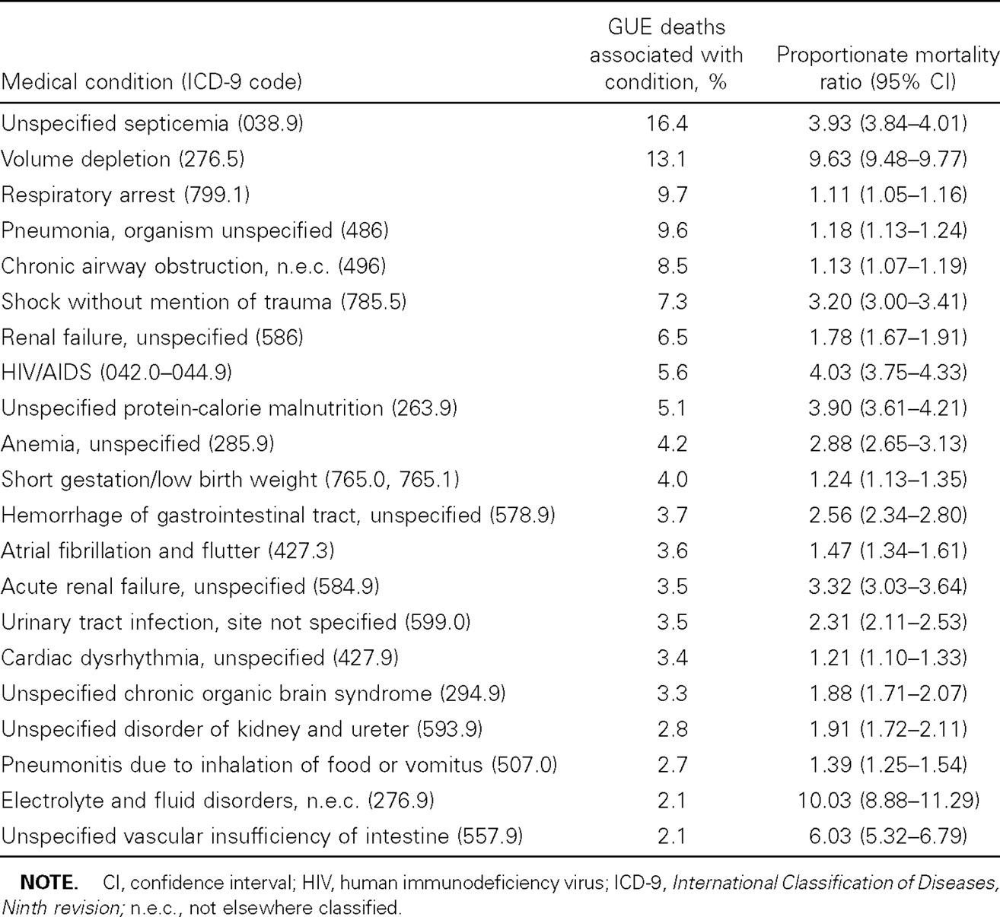 GUE deaths
associated with Proportionate mortality
Medical condition (ICD-9 code) condition, % ratio (95% CI)
Unspecified septicemia (038.9) 16.4 3.93 (3.84–4.01)
Volume depletion (276.5) 13.1 9.63 (9.48–9.77)
Respiratory arrest (799.1) 9.7 1.11 (1.05–1.16)
Pneumonia, organism unspecified (486) 9.6 1.18 (1.13–1.24)
Chronic airway obstruction, n.e.c. (496) 8.5 1.13 (1.07–1.19)
Shock without mention of trauma (785.5) 7.3 3.20 (3.00–3.41)
Renal failure, unspecified (586) 6.5 1.78 (1.67–1.91)
HIV/AIDS (042.0–044.9) 5.6 4.03 (3.75–4.33)
Unspecified protein-calorie malnutrition (263.9) 5.1 3.90 (3.61–4.21)
Anemia, unspecified (285.9) 4.2 2.88 (2.65–3.13)
Short gestation/low birth weight (765.0, 765.1) 4.0 1.24 (1.13–1.35)
Hemorrhage of gastrointestinal tract, unspecified (578.9) 3.7 2.56 (2.34–2.80)
Atrial fibrillation and flutter (427.3) 3.6 1.47 (1.34–1.61)
Acute renal failure, unspecified (584.9) 3.5 3.32 (3.03–3.64)
Urinary tract infection, site not specified (599.0) 3.5 2.31 (2.11–2.53)
Cardiac dysrhythmia, unspecified (427.9) 3.4 1.21 (1.10–1.33)
Unspecified chronic organic brain syndrome (294.9) 3.3 1.88 (1.71–2.07)
Unspecified disorder of kidney and ureter (593.9) 2.8 1.91 (1.72–2.11)
Pneumonitis due to inhalation of food or vomitus (507.0) 2.7 1.39 (1.25–1.54)
Electrolyte and fluid disorders, n.e.c. (276.9) 2.1 10.03 (8.88–11.29)
Unspecified vascular insufficiency of intestine (557.9) 2.1 6.03 (5.32–6.79)
NOTE. CI, confidence interval; HIV, human immunodeficiency virus; ICD-9, International Classification of Diseases,
Ninth revision; n.e.c., not elsewhere classified.